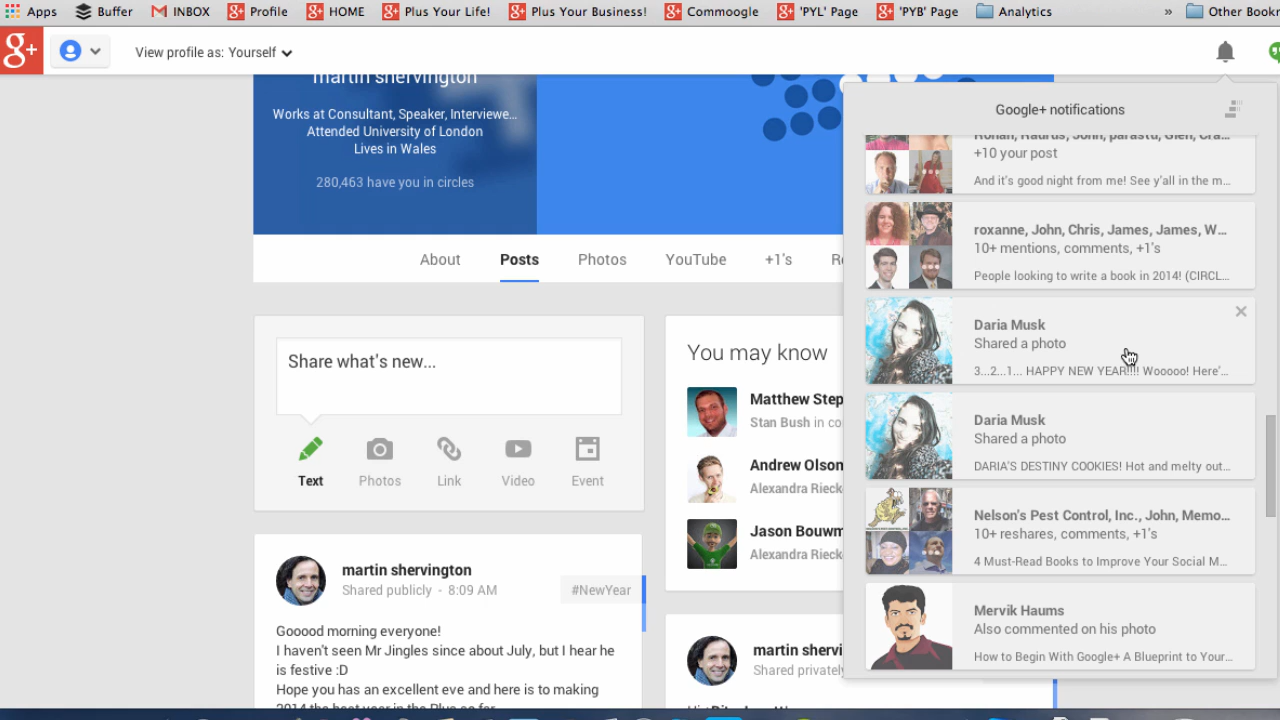 Apps Buffer INBOX Profile HOME Plus Your Life! Plus Your Business! Commoogle 'PYL' Page 'PYB' Page Analytics » Other Bookr
g+ View profile as: Yourself
martin shervington
Works at Consultant, Speaker, Interviewe...
Attended University of London
Lives in Wales
280,463 have you in circles
About Posts Photos YouTube +1's R
Share what's new...
Text Photos Link Video Event
martin shervington
Shared publicly - 8:09 AM
#NewYear
Gooood morning everyone!
I haven't seen Mr Jingles since about July, but I hear he
is festive :D
Hope you has an excellent eve and here is to making
You may know
Matthew Step
Stan Bush in co
Andrew Olson
Alexandra Rieck
Jason Bouwm
Alexandra Rieck
martin shervi
Shared privatel
Google+ notifications
+10 your post
And it's good night from me! See y'all in the m...
roxanne, John, Chris, James, James, W...
10+ mentions, comments, +1's
People looking to write a book in 2014! (CIRCL...
Daria Musk
Shared a photo
3...2...1... HAPPY NEW YEAR!!!! Wooooo! Here'...
Daria Musk
Shared a photo
DARIA'S DESTINY COOKIES! Hot and melty out...
Nelson's Pest Control, Inc., John, Memo...
10+ reshares, comments, +1's
4 Must-Read Books to Improve Your Social M...
Mervik Haums
Also commented on his photo
How to Begin With Google+ A Blueprint to Your...